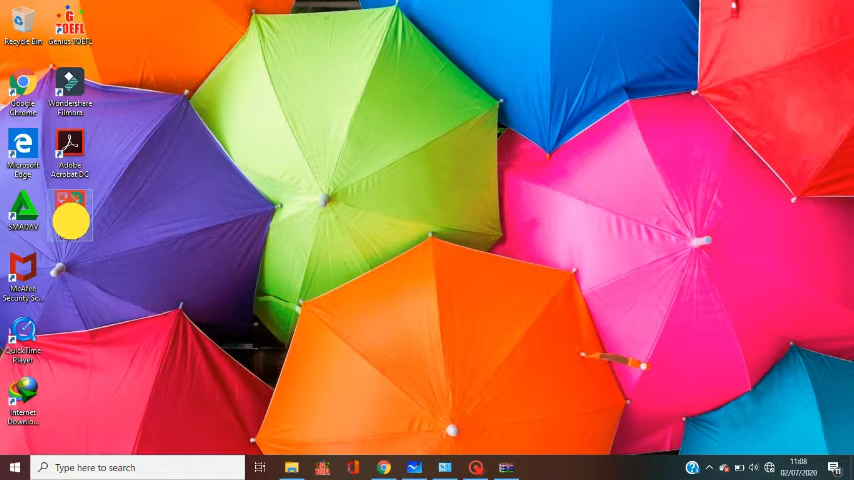 Recycle Bin
G
TOEFL
Genius TOEFL
Google
Chrome
Wondershare
Filmora
Microsoft
Edge
Adobe
Acrobat DC
SMADAV
McAfee
Security Sc...
QuickTime
Player
Internet
Downlo...
Type here to search
11:08
02/07/2020